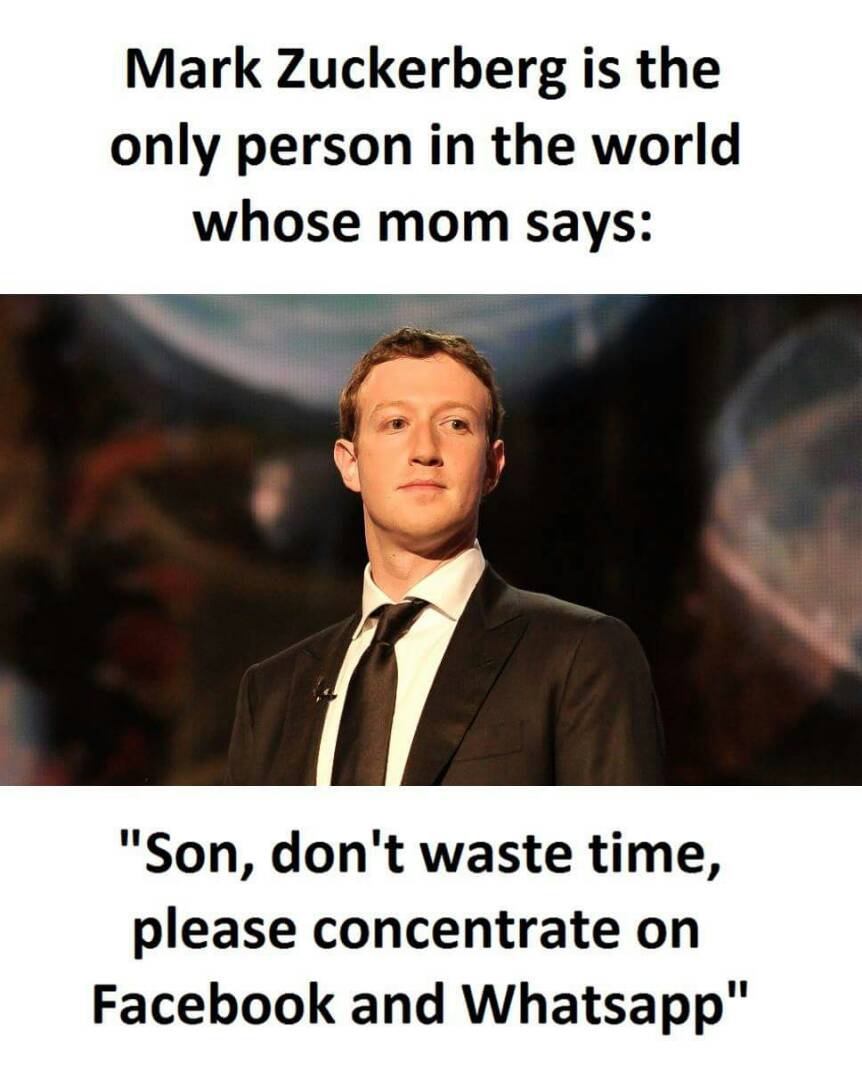 Mark Zuckerberg is the
only person in the world
whose mom says:
"Son, don't waste time,
please concentrate on
Facebook and Whatsapp"